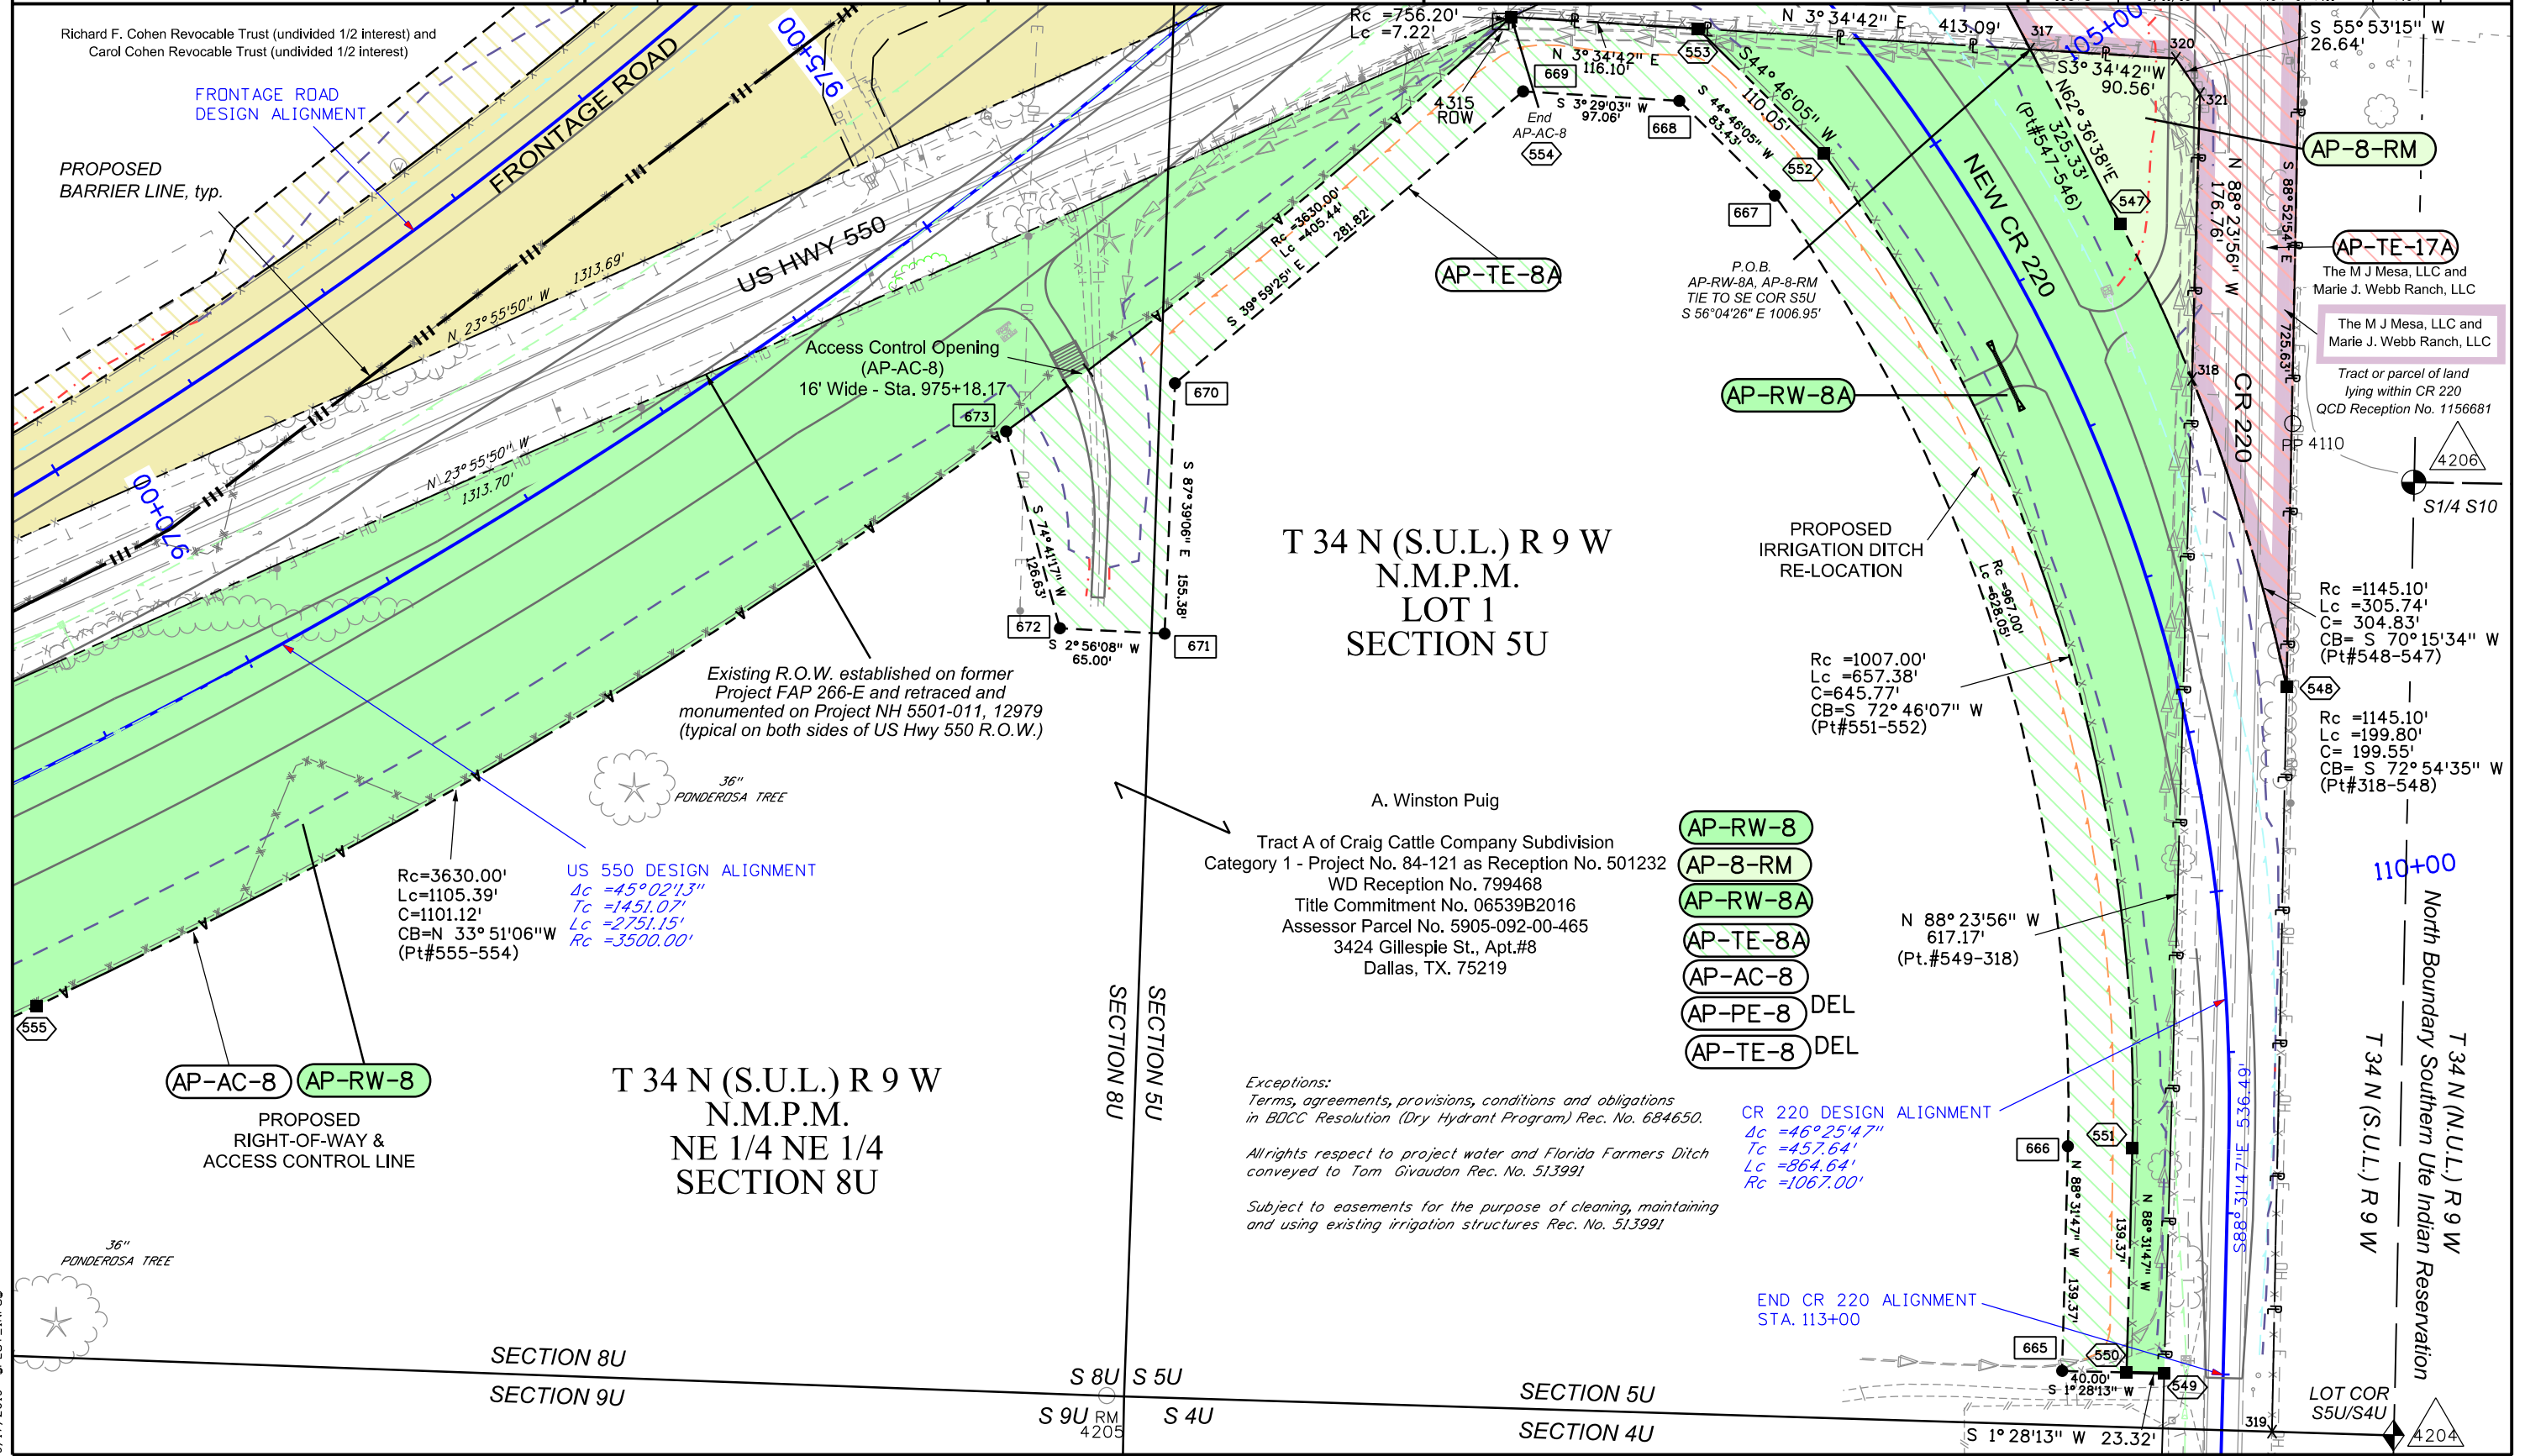 Richard F. Cohen Revocable Trust (undivided 1/2 interest) and
Carol Cohen Revocable Trust (undivided 1/2 interest)
FRONTAGE ROAD
DESIGN ALIGNMENT
PROPOSED
BARRIER LINE, typ.
FRONTAGE ROAD
975+00
970+00
1313.69'
N 23° 55'50" W
US HWY 550
N 23° 55'50" W
1313.70'
Access Control Opening
(AP-AC-8)
16' Wide - Sta. 975+18.17
673
670
S 74° 41'17" W
126.63'
S 87° 39'06" E 155.38'
672
671
S 2° 56'08" W
65.00'
Rc =756.20'
Lc =7.22'
4315
ROW
End
AP-AC-8
554
669
N 3° 34'42" E
116.10'
S 3° 29'03" W
97.06'
668
553
N 3° 34'42" E 413.09'
S 44° 46'05" W
110.05'
S 44° 46'05" W
83.43'
552
667
Rc =3630.00'
Lc =405.44'
281.82'
S 39° 59'25" E
AP-TE-8A
P.O.B.
AP-RW-8A, AP-8-RM
TIE TO SE COR S5U
S 56°04'26" E 1006.95'
317
105+00
320
S3° 34'42"W
90.56'
S 55° 53'15" W
26.64'
321
N62° 36'38"E
325.33'
(Pt#547-546)
547
NEW CR 220
AP-8-RM
N 88° 23'56" W
176.76'
S 88° 52'54" E 725.63'
AP-TE-17A
The M J Mesa, LLC and
Marie J. Webb Ranch, LLC
The M J Mesa, LLC and
Marie J. Webb Ranch, LLC
Tract or parcel of land
lying within CR 220
QCD Reception No. 1156681
318
CR 220
PP 4110
4206
S1/4 S10
AP-RW-8A
PROPOSED
IRRIGATION DITCH
RE-LOCATION
T 34 N (S.U.L.) R 9 W
N.M.P.M.
LOT 1
SECTION 5U
Rc =967.00'
Lc =628.05'
Rc =1007.00'
Lc =657.38'
C=645.77'
CB=S 72° 46'07" W
(Pt#551-552)
Rc =1145.10'
Lc =305.74'
C= 304.83'
CB= S 70° 15'34" W
(Pt#548-547)
548
Rc =1145.10'
Lc =199.80'
C= 199.55'
CB= S 72° 54'35" W
(Pt#318-548)
Existing R.O.W. established on former
Project FAP 266-E and retraced and
monumented on Project NH 5501-011, 12979
(typical on both sides of US Hwy 550 R.O.W.)
36"
PONDEROSA TREE
Rc=3630.00'
Lc=1105.39'
C=1101.12'
CB=N 33° 51'06"W
(Pt#555-554)
US 550 DESIGN ALIGNMENT
Δc =45°02'13"
Tc =1451.07'
Lc =2751.15'
Rc =3500.00'
A. Winston Puig
Tract A of Craig Cattle Company Subdivision
Category 1 - Project No. 84-121 as Reception No. 501232
WD Reception No. 799468
Title Commitment No. 06539B2016
Assessor Parcel No. 5905-092-00-465
3424 Gillespie St., Apt.#8
Dallas, TX. 75219
AP-RW-8
AP-8-RM
AP-RW-8A
AP-TE-8A
AP-AC-8
AP-PE-8 DEL
AP-TE-8 DEL
N 88° 23'56" W
617.17'
(Pt.#549-318)
110+00
555
AP-AC-8
AP-RW-8
PROPOSED
RIGHT-OF-WAY &
ACCESS CONTROL LINE
T 34 N (S.U.L.) R 9 W
N.M.P.M.
NE 1/4 NE 1/4
SECTION 8U
SECTION 8U
SECTION 5U
Exceptions:
Terms, agreements, provisions, conditions and obligations
in BOCC Resolution (Dry Hydrant Program) Rec. No. 684650.
All rights respect to project water and Florida Farmers Ditch
conveyed to Tom Givaudon Rec. No. 513991
Subject to easements for the purpose of cleaning, maintaining
and using existing irrigation structures Rec. No. 513991
CR 220 DESIGN ALIGNMENT
Δc =46°25'47"
Tc =457.64'
Lc =864.64'
Rc =1067.00'
666
551
N 88° 31'47" W 139.37'
139.37'
N 88° 31'47" W
S88° 31'47"E 536.49'
T 34 N (S.U.L.) R 9 W
North Boundary Southern Ute Indian Reservation
T 34 N (N.U.L.) R 9 W
36"
PONDEROSA TREE
END CR 220 ALIGNMENT
STA. 113+00
665
550
549
40.00'
S 1° 28'13" W
SECTION 8U
SECTION 9U
S 8U
S 5U
S 9U
S 4U
RM
4205
SECTION 5U
SECTION 4U
S 1° 28'13" W 23.32'
319
LOT COR
S5U/S4U
4204